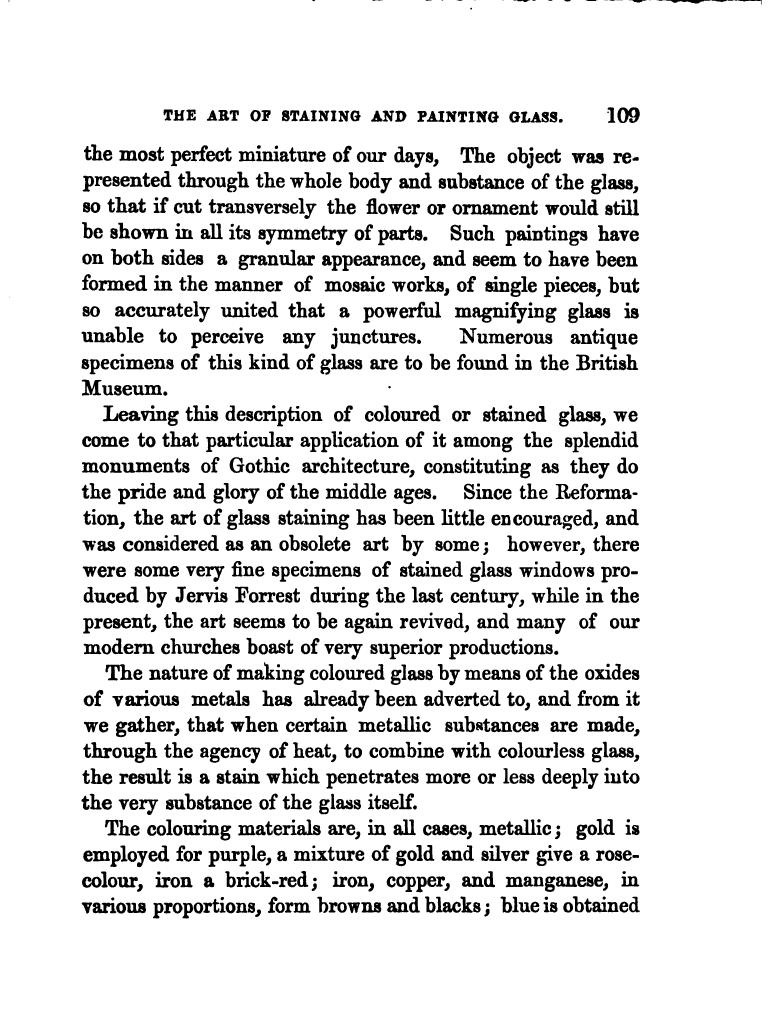 THE ART OF STAINING AND PAINTING GLASS. 109
the most perfect miniature of our days, The object was re-
presented through the whole body and substance of the glass,
so that if cut transversely the flower or ornament would still
be shown in all its symmetry of parts. Such paintings have
on both sides a granular appearance, and seem to have been
formed in the manner of mosaic works, of single pieces, but
so accurately united that a powerful magnifying glass is
unable to perceive any junctures. Numerous antique
specimens of this kind of glass are to be found in the British
Museum.
Leaving this description of coloured or stained glass, we
come to that particular application of it among the splendid
monuments of Gothic architecture, constituting as they do
the pride and glory of the middle ages. Since the Reforma-
tion, the art of glass staining has been little encouraged, and
was considered as an obsolete art by some; however, there
were some very fine specimens of stained glass windows pro-
duced by Jervis Forrest during the last century, while in the
present, the art seems to be again revived, and many of our
modern churches boast of very superior productions.
The nature of making coloured glass by means of the oxides
of various metals has already been adverted to, and from it
we gather, that when certain metallic substances are made,
through the agency of heat, to combine with colourless glass,
the result is a stain which penetrates more or less deeply into
the very substance of the glass itself.
The colouring materials are, in all cases, metallic; gold is
employed for purple, a mixture of gold and silver give a rose-
colour, iron a brick-red; iron, copper, and manganese, in
various proportions, form browns and blacks; blue is obtained